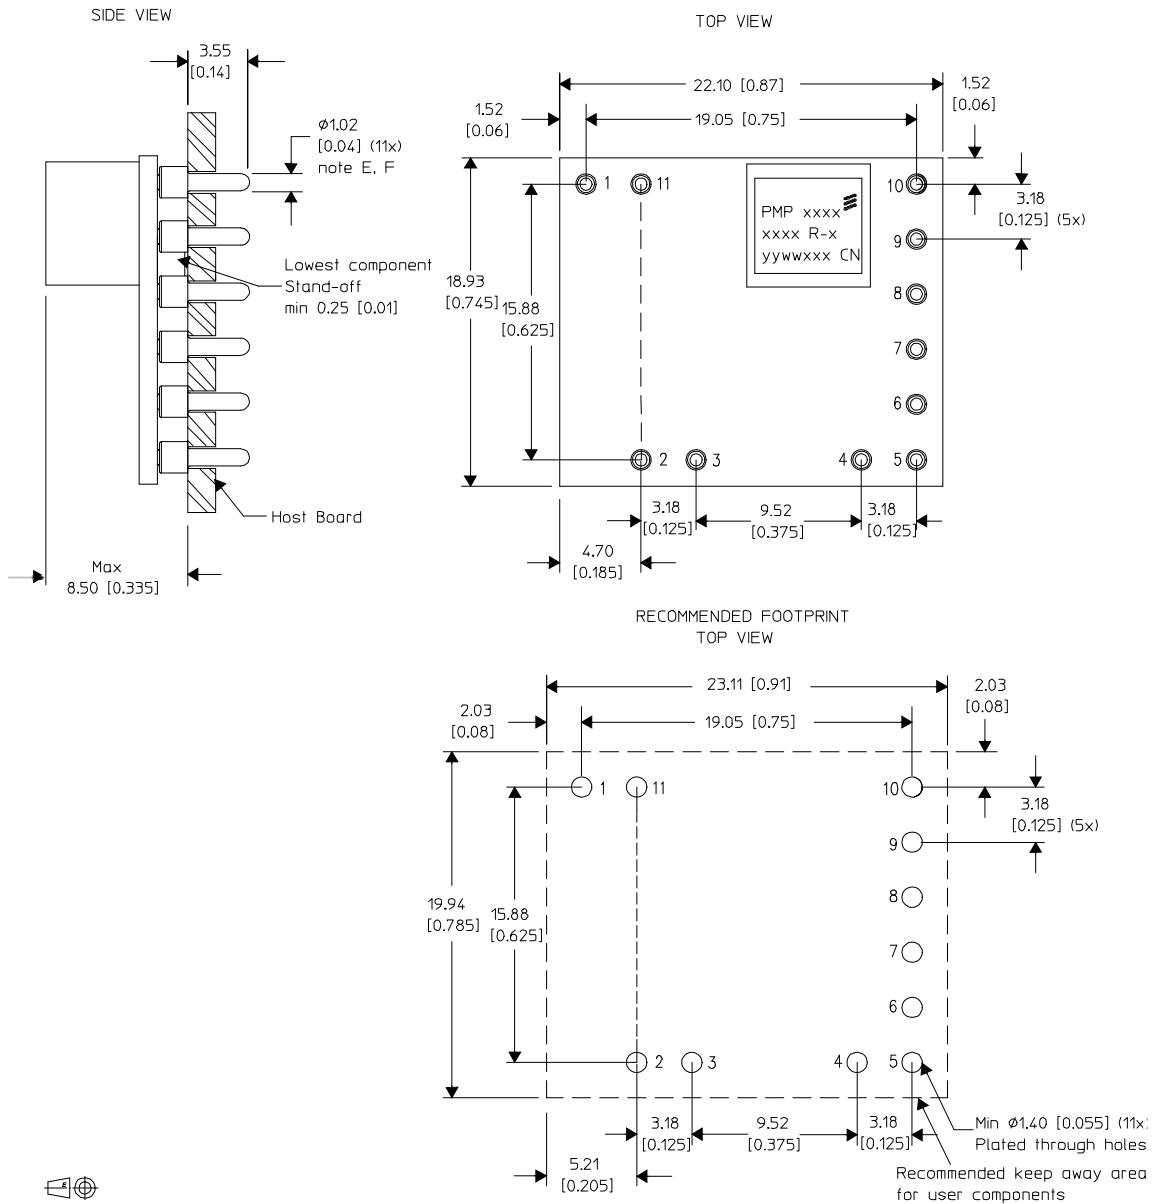 SIDE VIEW
3.55
[0.14]
ø1.02
[0.04] (11x)
note E, F
Lowest component
Stand-off
min 0.25 [0.01]
Host Board
Max
8.50 [0.335]
TOP VIEW
22.10 [0.87]
1.52
[0.06]
1.52
[0.06]
19.05 [0.75]
1
11
10
PMP xxxx
xxxx R-x
yywwxxx CN
3.18
[0.125] (5x)
9
18.93
[0.745]
15.88
[0.625]
8
7
6
2
3
4
5
3.18
[0.125]
9.52
[0.375]
3.18
[0.125]
4.70
[0.185]
RECOMMENDED FOOTPRINT
TOP VIEW
23.11 [0.91]
2.03
[0.08]
2.03
[0.08]
19.05 [0.75]
1
11
10
3.18
[0.125] (5x)
9
19.94
[0.785]
15.88
[0.625]
8
7
6
2
3
4
5
3.18
[0.125]
9.52
[0.375]
3.18
[0.125]
Min ø1.40 [0.055] (11x
Plated through holes
5.21
[0.205]
Recommended keep away area
for user components
E